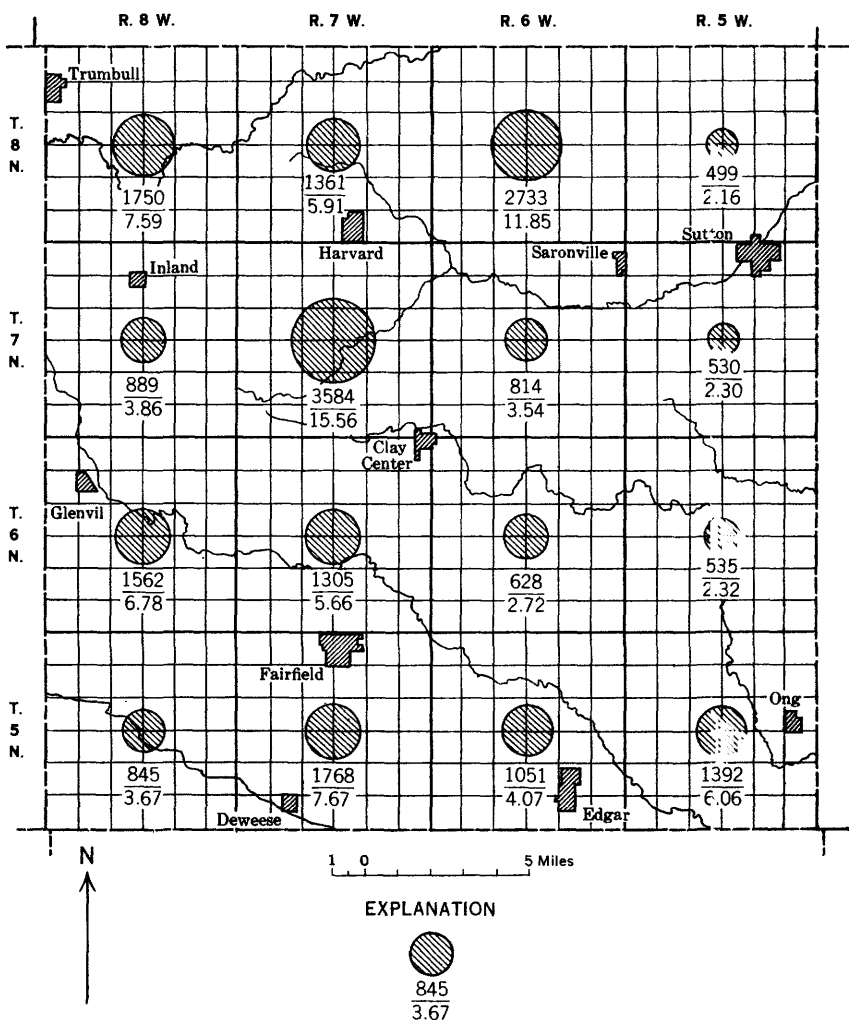 R. 8 W. R. 7 W. R. 6 W. R. 5 W.
Trumbull
T.
8
N.
1750
7.59
1361
5.91
2733
11.85
499
2.16
Harvard
Saronville
Sutton
Inland
T.
7
N.
889
3.86
3584
15.56
814
3.54
530
2.30
Clay
Center
Glenvil
T.
6
N.
1562
6.78
1305
5.66
628
2.72
535
2.32
Fairfield
Ong
T.
5
N.
845
3.67
1768
7.67
1051
4.07
1392
6.06
Deweese
Edgar
N
1 0 5 Miles
EXPLANATION
845
3.67